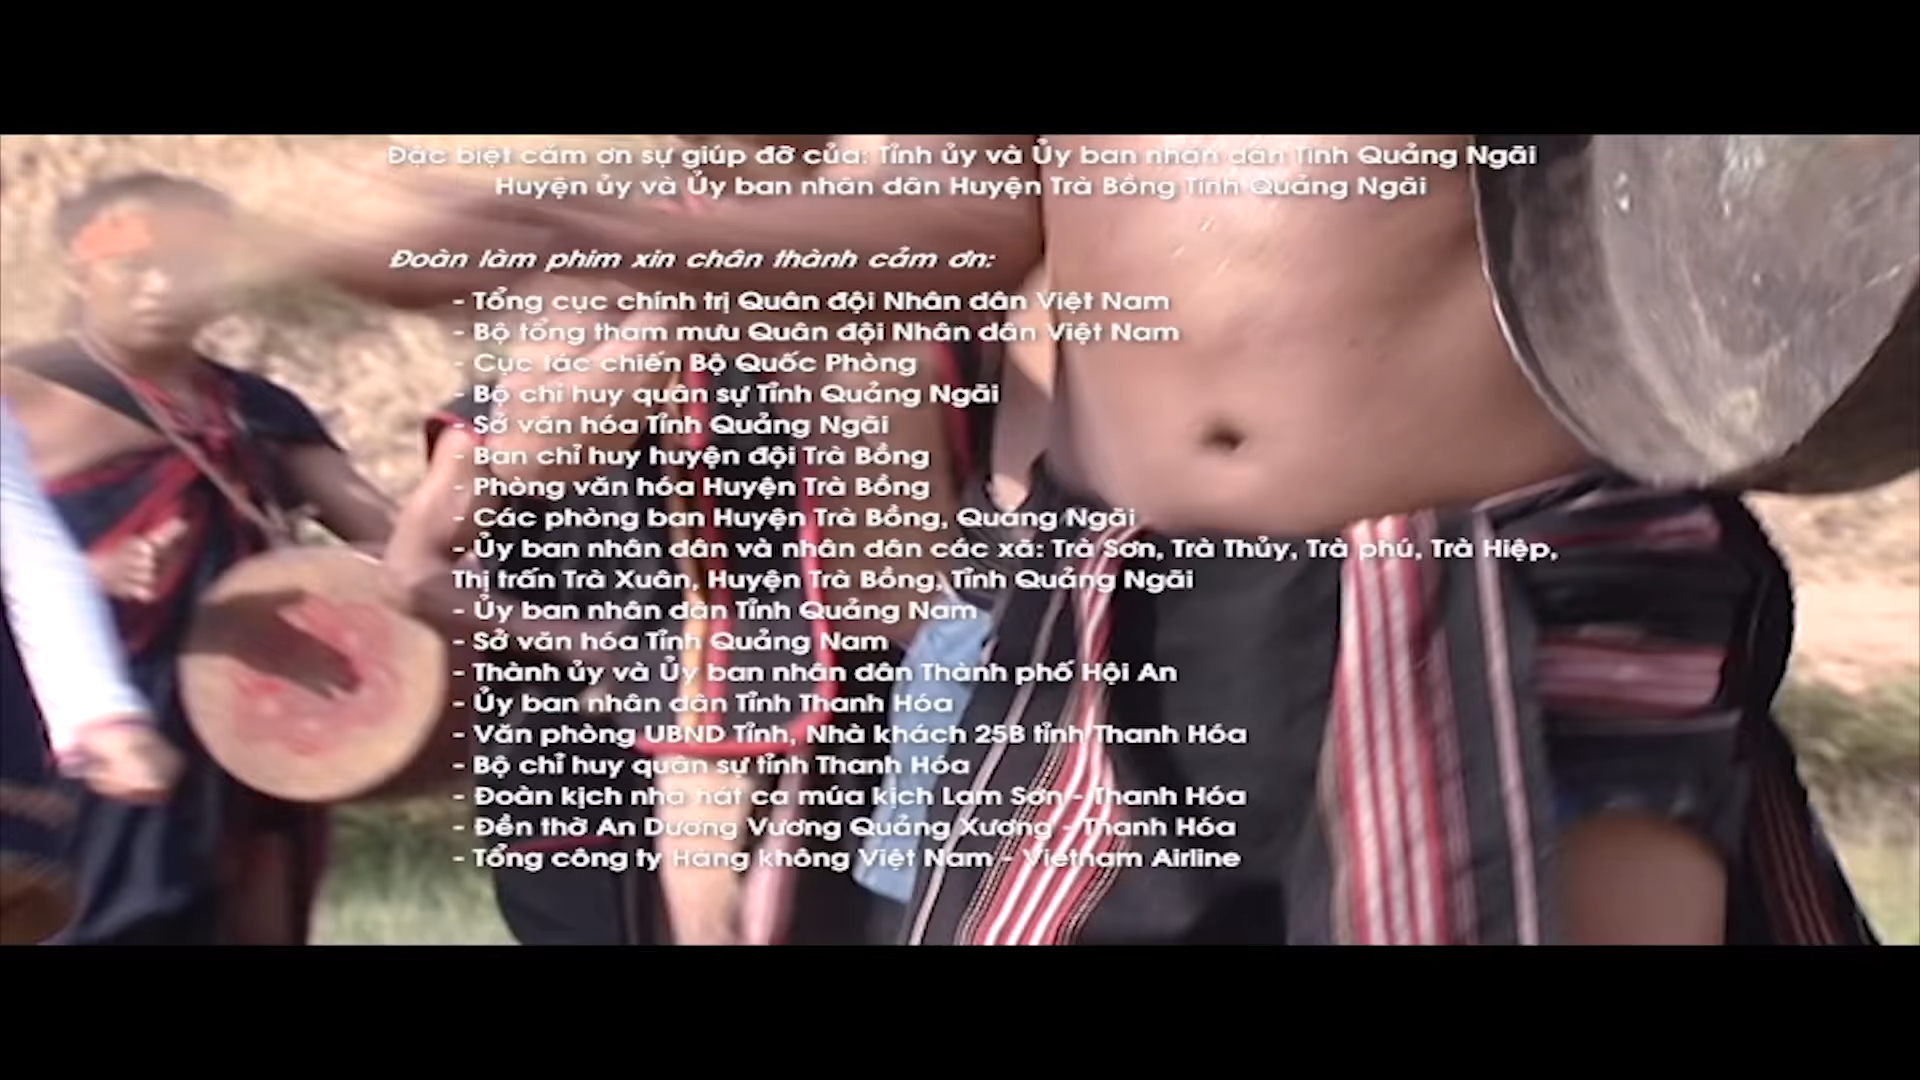 Đặc biệt cảm ơn sự giúp đỡ của: Tỉnh ủy và Ủy ban nhân dân Tỉnh Quảng Ngãi
Huyện ủy và Ủy ban nhân dân Huyện Trà Bồng Tỉnh Quảng Ngãi
Đoàn làm phim xin chân thành cảm ơn:
- Tổng cục chính trị Quân đội Nhân dân Việt Nam
- Bộ tổng tham mưu Quân đội Nhân dân Việt Nam
- Cục tác chiến Bộ Quốc Phòng
- Bộ chỉ huy quân sự Tỉnh Quảng Ngãi
- Sở văn hóa Tỉnh Quảng Ngãi
- Ban chỉ huy huyện đội Trà Bồng
- Phòng văn hóa Huyện Trà Bồng
- Các phòng ban Huyện Trà Bồng, Quảng Ngãi
- Ủy ban nhân dân và nhân dân các xã: Trà Sơn, Trà Thủy, Trà phú, Trà Hiệp,
Thị trấn Trà Xuân, Huyện Trà Bồng, Tỉnh Quảng Ngãi
- Ủy ban nhân dân Tỉnh Quảng Nam
- Sở văn hóa Tỉnh Quảng Nam
- Thành ủy và Ủy ban nhân dân Thành phố Hội An
- Ủy ban nhân dân Tỉnh Thanh Hóa
- Văn phòng UBND Tỉnh, Nhà khách 25B tỉnh Thanh Hóa
- Bộ chỉ huy quân sự tỉnh Thanh Hóa
- Đoàn kịch nhà hát ca múa kịch Lam Sơn - Thanh Hóa
- Đền thờ An Dương Vương Quảng Xương - Thanh Hóa
- Tổng công ty Hàng không Việt Nam - Vietnam Airline